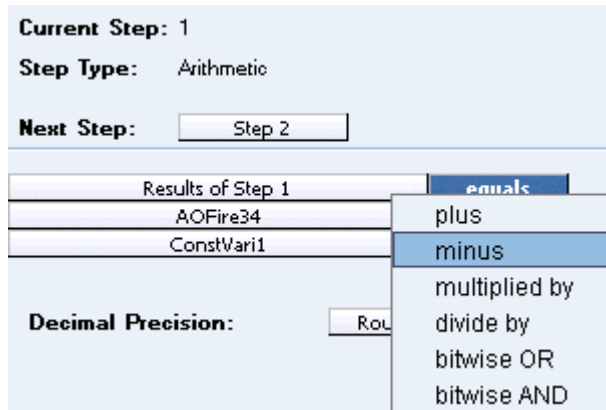 Current Step: 1
Step Type: Arithmetic
Next Step: Step 2
Results of Step 1 equals
AOFire34
ConstVari1
plus
minus
multiplied by
divide by
bitwise OR
bitwise AND
Decimal Precision: Rou